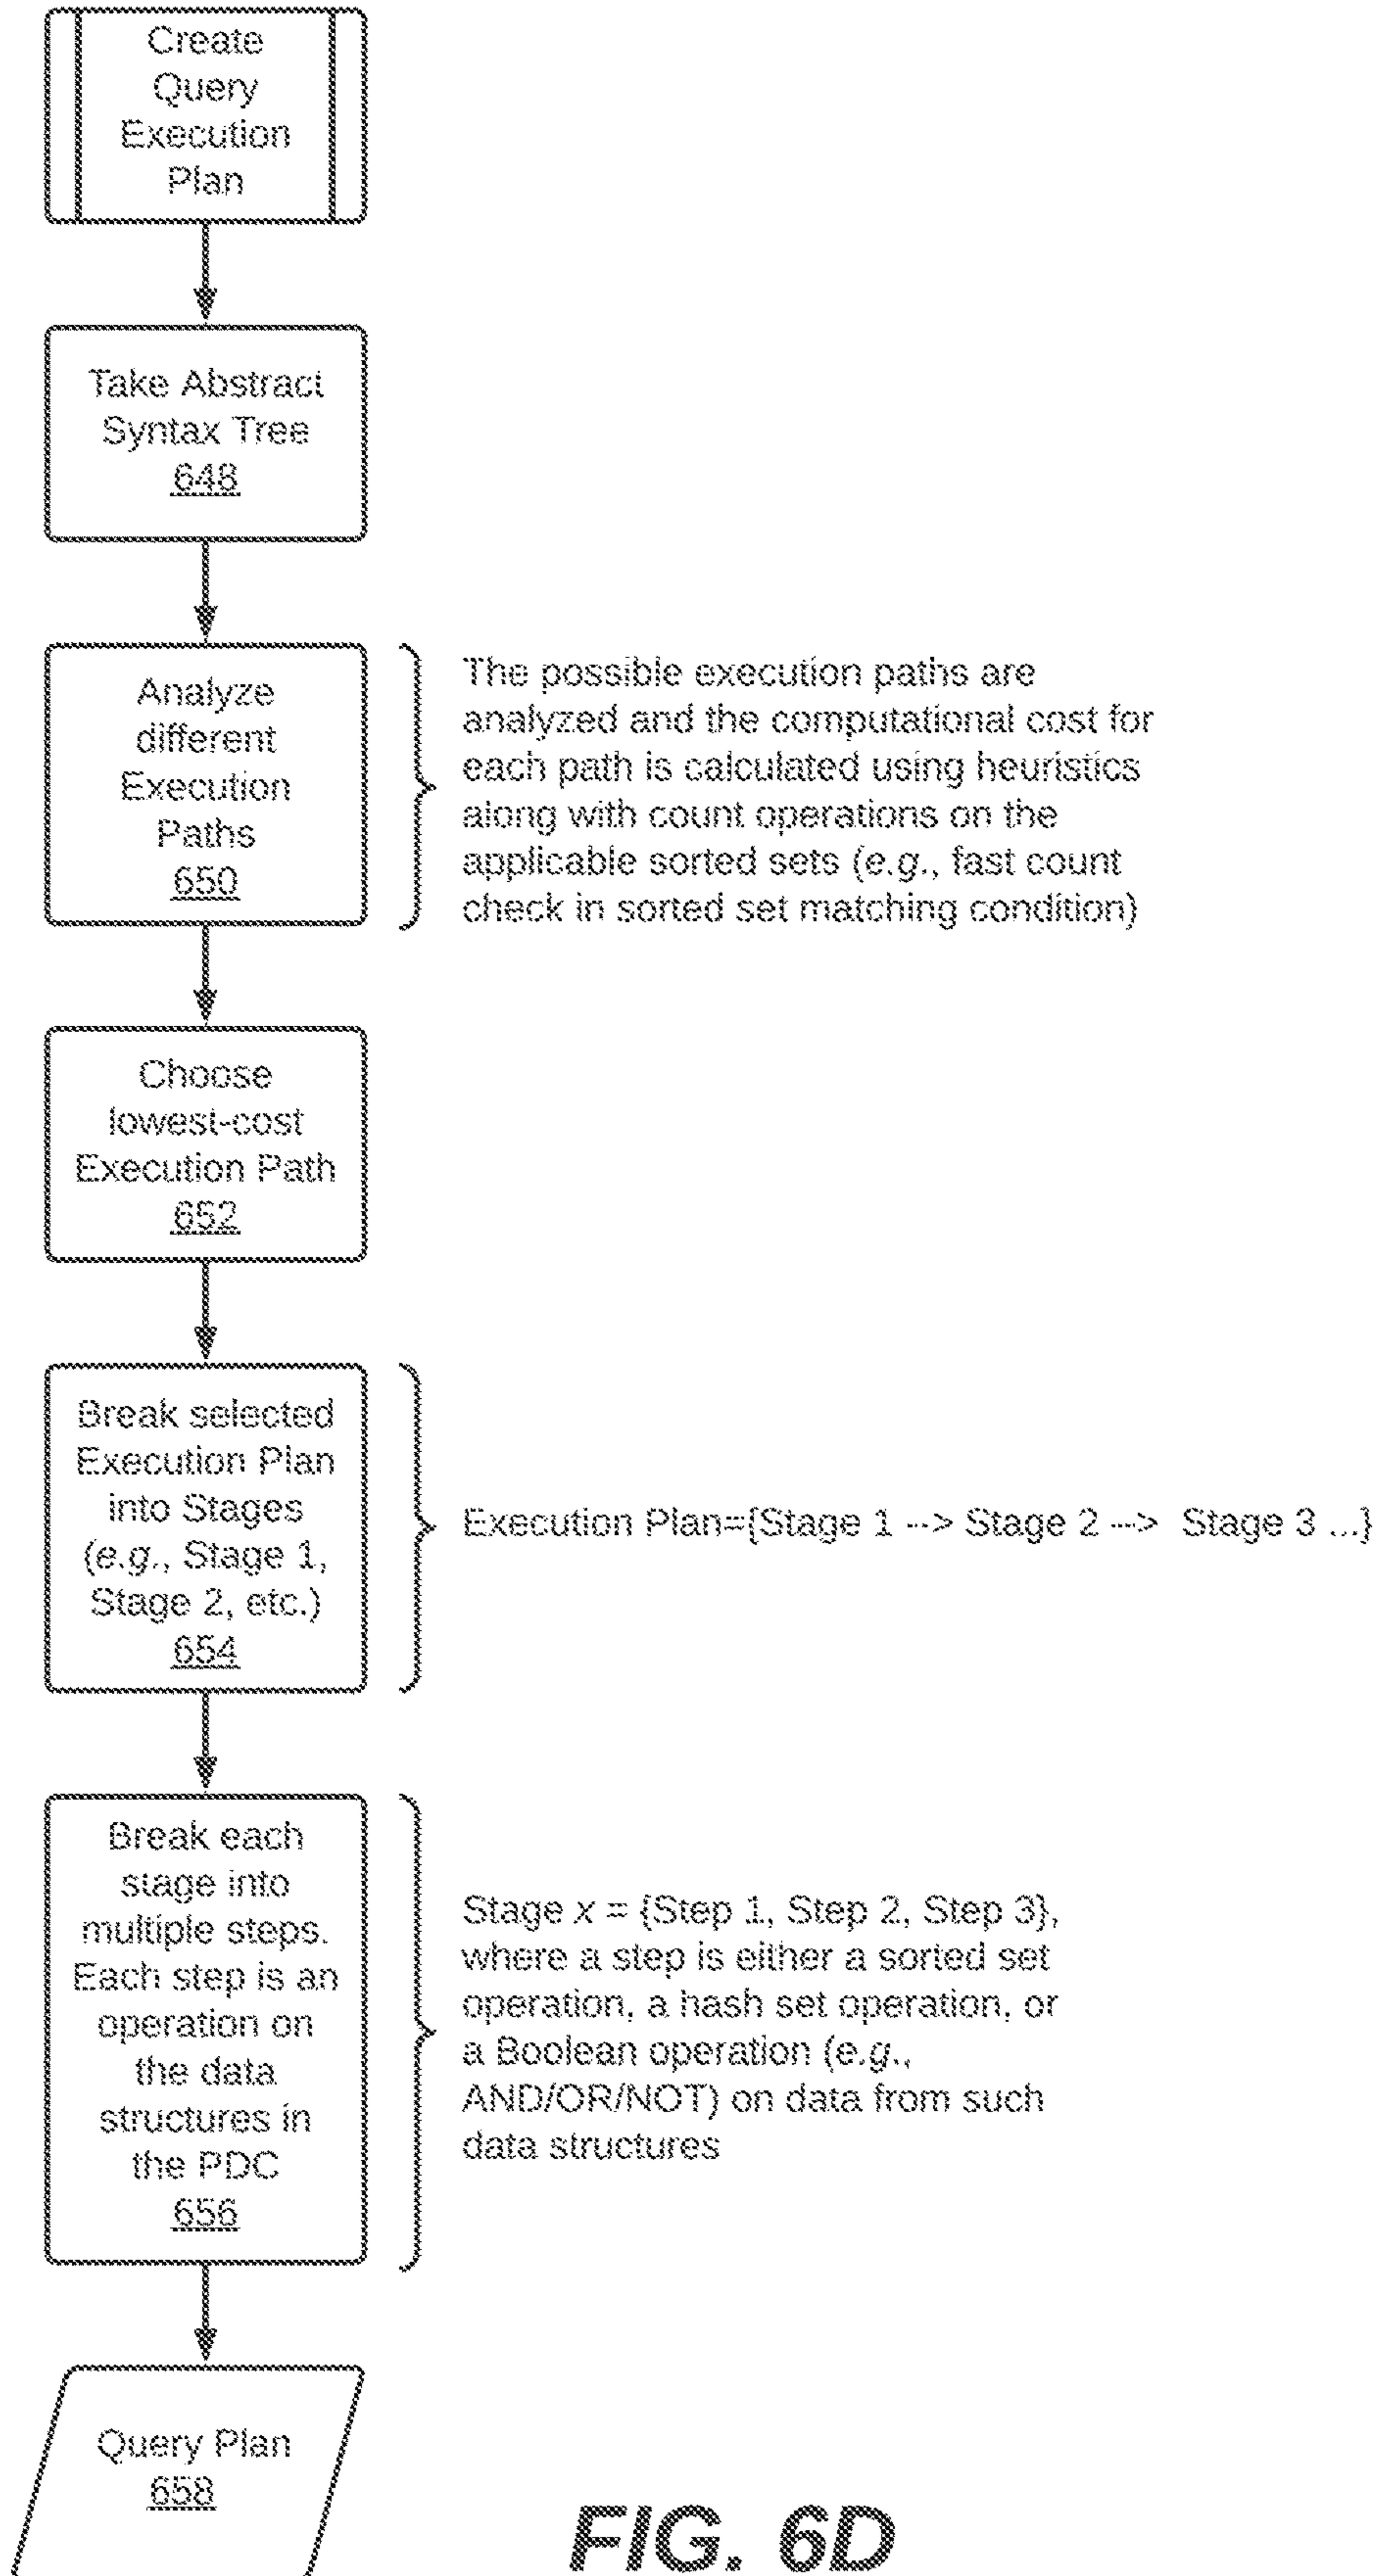 Create
Query
Execution
Plan
Take Abstract
Syntax Tree
648
Analyze
different
Execution
Paths
650
The possible execution paths are
analyzed and the computational cost for
each path is calculated using heuristics
along with count operations on the
applicable sorted sets (e.g., fast count
check in sorted set matching condition)
Choose
lowest-cost
Execution Path
652
Break selected
Execution Plan
into Stages
(e.g., Stage 1,
Stage 2, etc.)
654
Execution Plan={Stage 1 --> Stage 2 --> Stage 3 ...}
Break each
stage into
multiple steps.
Each step is an
operation on
the data
structures in
the PDC
656
Stage x = {Step 1, Step 2, Step 3},
where a step is either a sorted set
operation, a hash set operation, or
a Boolean operation (e.g.,
AND/OR/NOT) on data from such
data structures
Query Plan
658
FIG. 6D